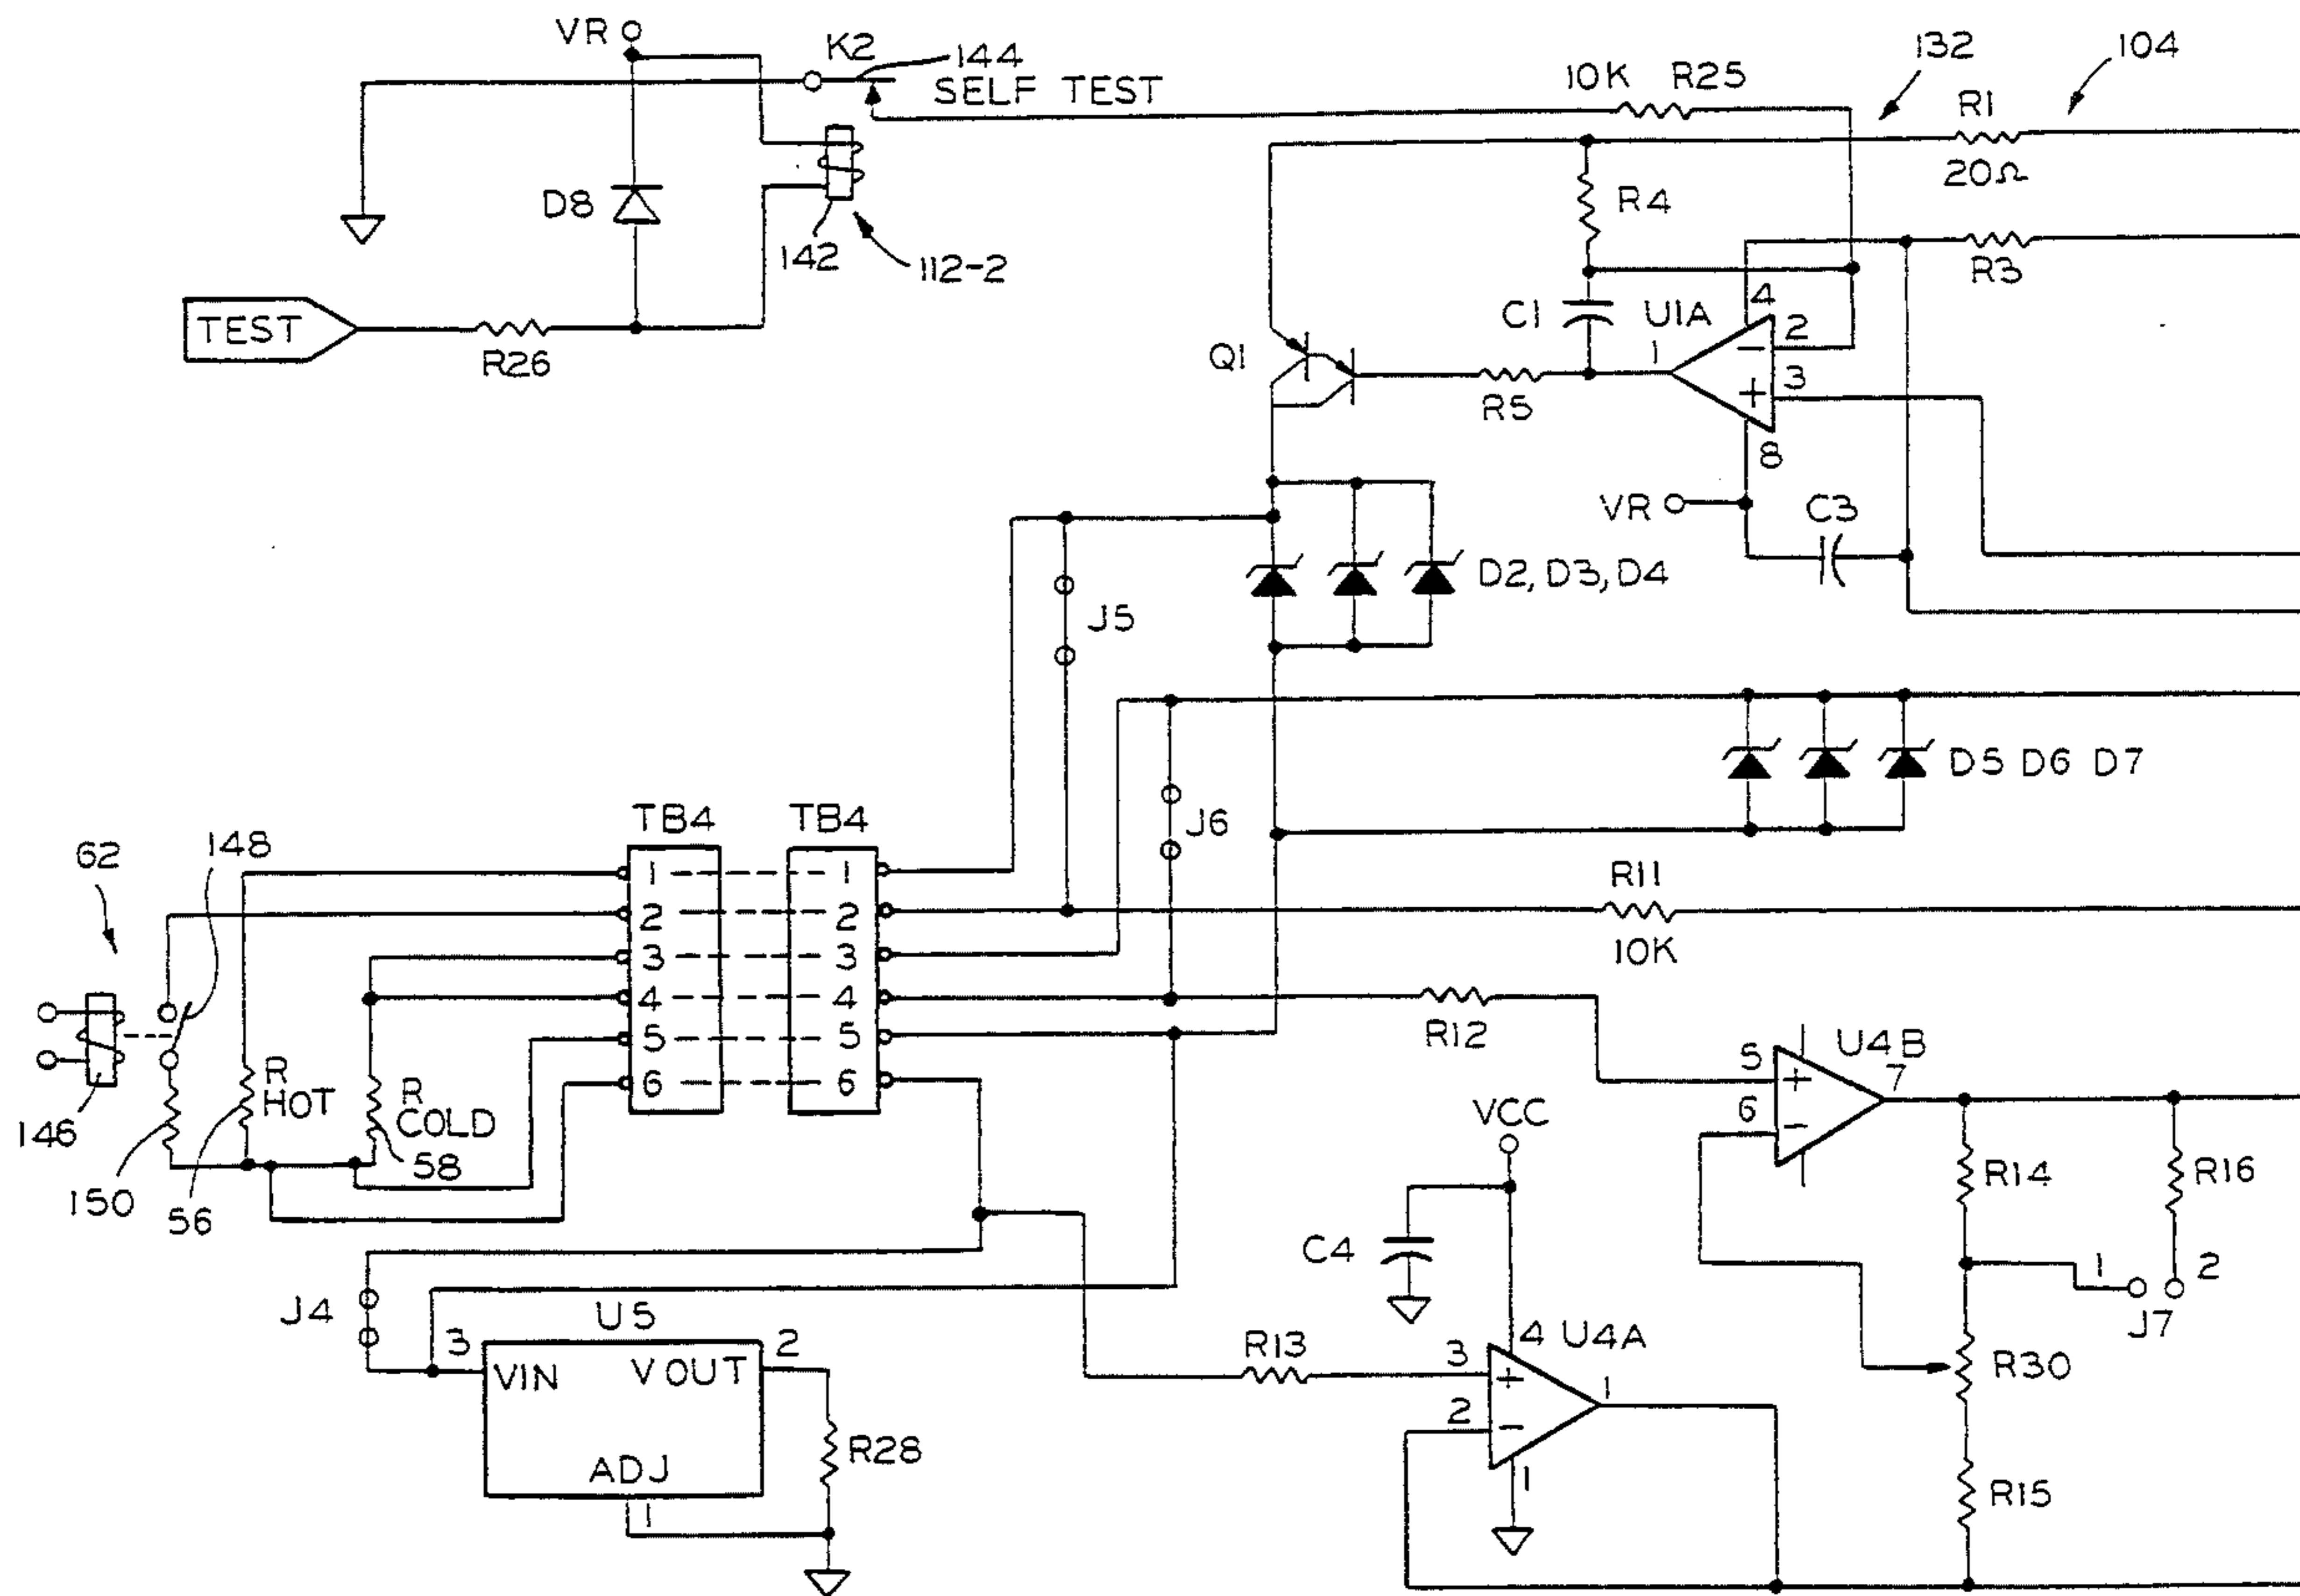 VR
K2
144
SELF TEST
10K R25
132
104
R1
20Ω
D8
142
112-2
R4
R3
TEST
R26
C1
U1A
4
2
−
1
3
+
Q1
R5
8
VR
C3
J5
D2, D3, D4
D5 D6 D7
J6
TB4 TB4
62
148
1 1
2 2
3 3
4 4
5 5
6 6
R11
10K
R12
R
HOT
R
COLD
146
150
56
58
5
+
U4B
7
6
−
VCC
R14
R16
C4
1
2
J7
J4
U5
3
2
VIN
V OUT
ADJ
1
R28
R13
3
4
U4A
+
1
2
−
1
R30
R15